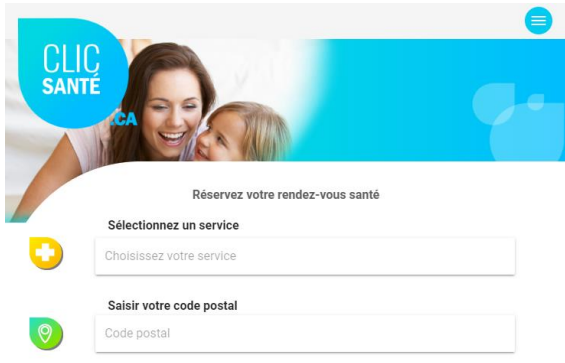 CLIC
SANTÉ
.CA
Réservez votre rendez-vous santé
Sélectionnez un service
Choisissez votre service
Saisir votre code postal
Code postal